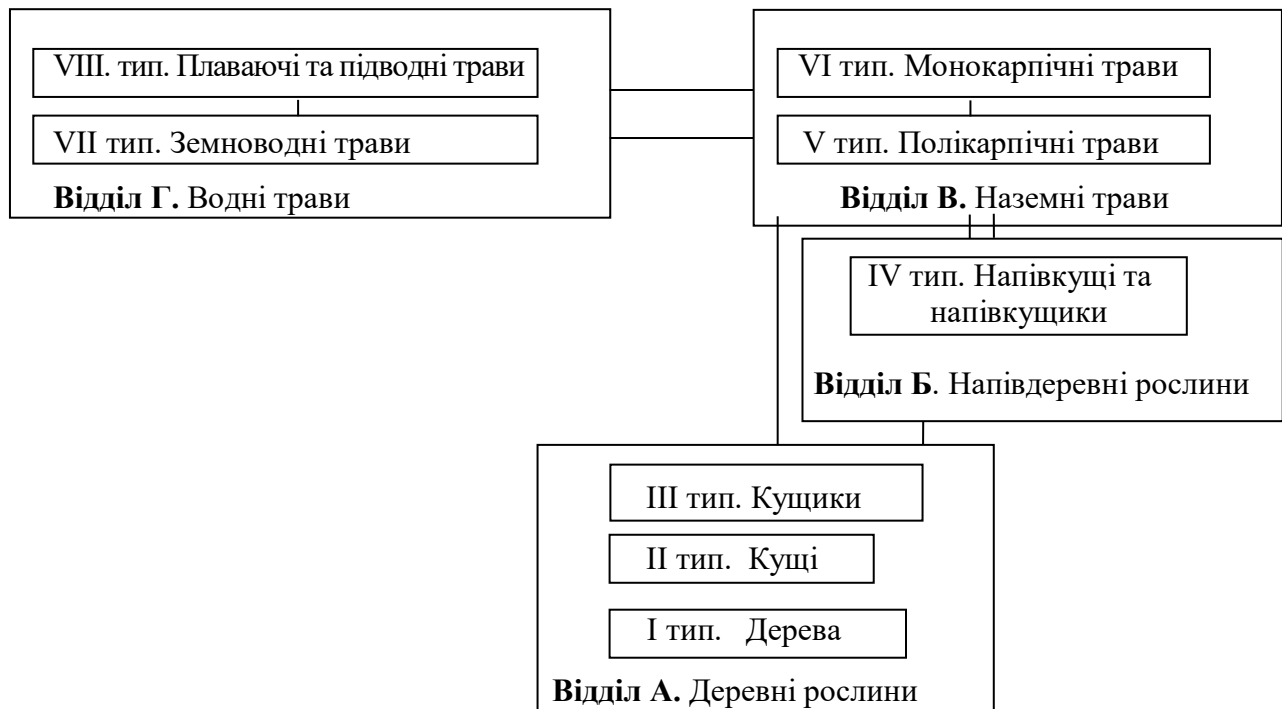 VIII. тип. Плаваючі та підводні трави
VII тип. Земноводні трави
Відділ Г. Водні трави
VI тип. Монокарпічні трави
V тип. Полікарпічні трави
Відділ В. Наземні трави
IV тип. Напівкущі та
напівкущики
Відділ Б. Напівдеревні рослини
III тип. Кущики
II тип. Кущі
I тип. Дерева
Відділ А. Деревні рослини